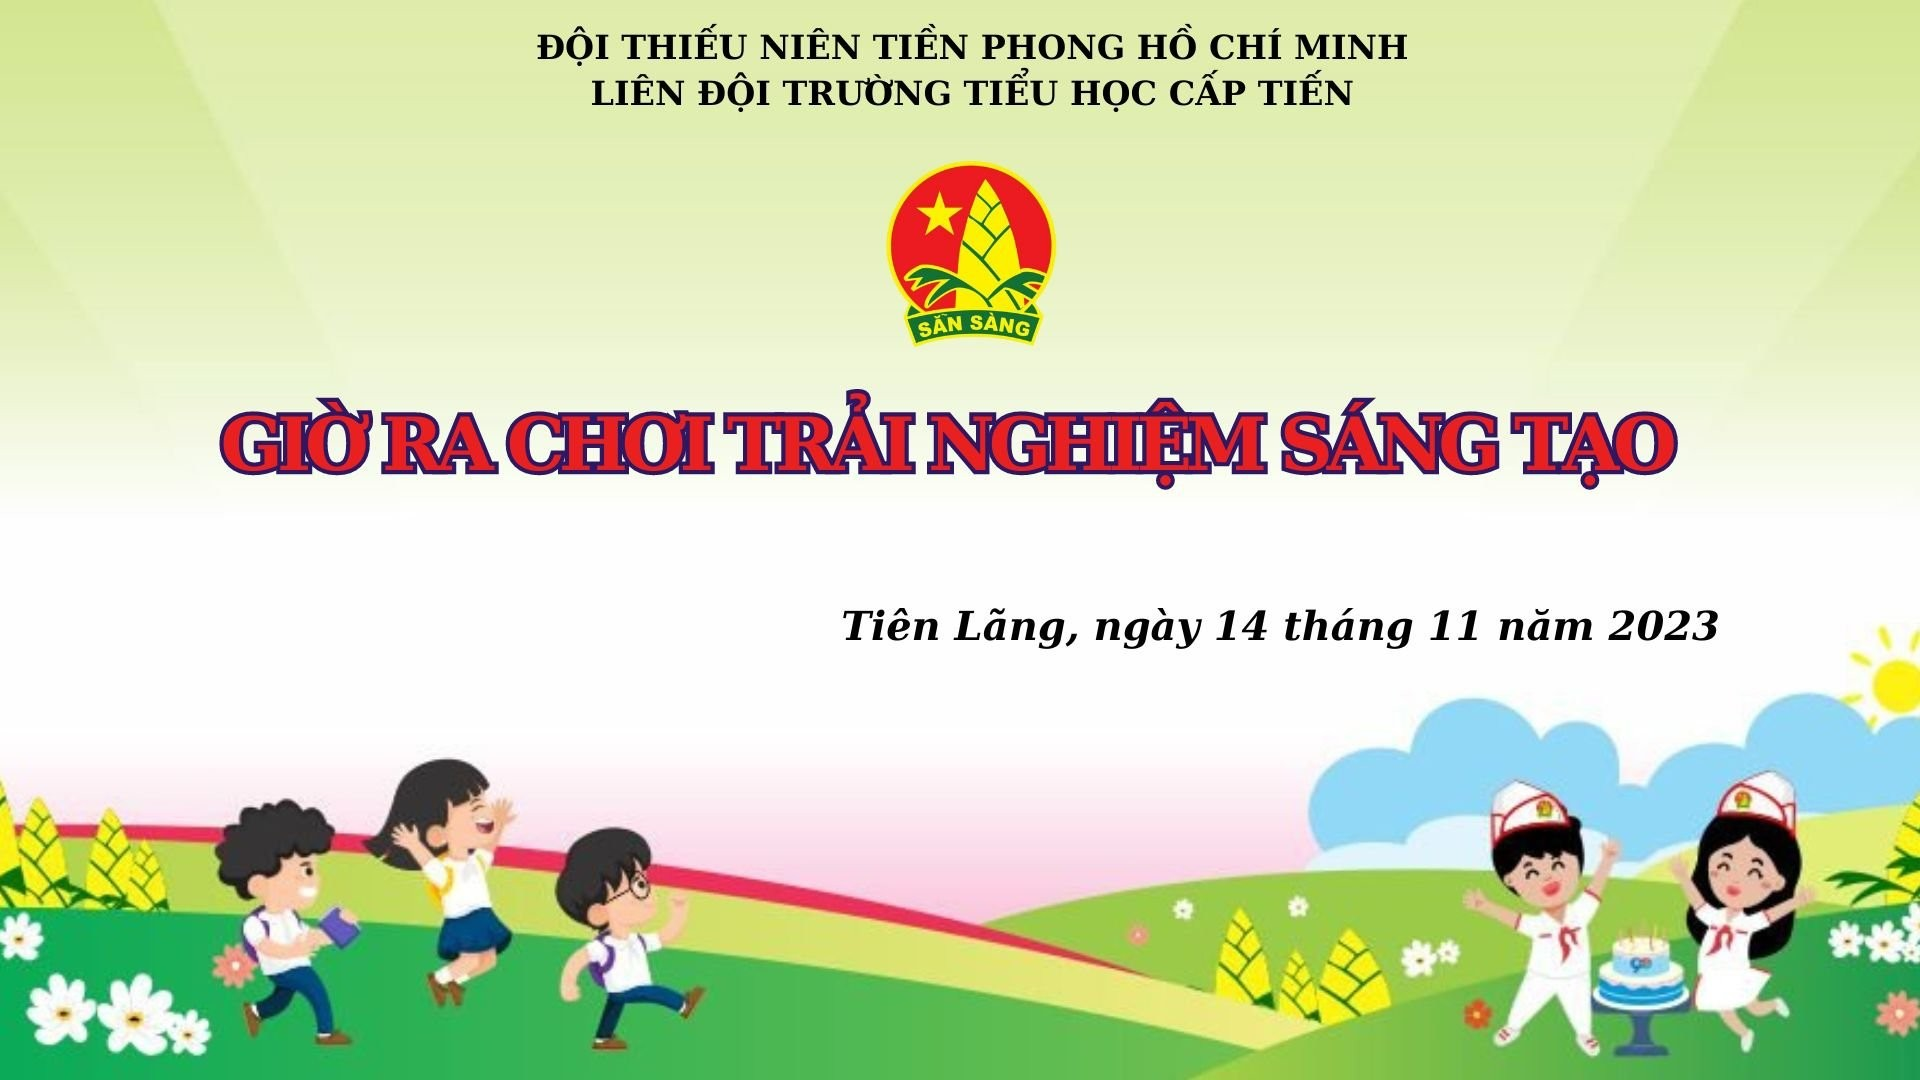 ĐỘI THIẾU NIÊN TIỀN PHONG HỒ CHÍ MINH
LIÊN ĐỘI TRƯỜNG TIỂU HỌC CẤP TIẾN
SẴN SÀNG
GIỜ RA CHƠI TRẢI NGHIỆM SÁNG TẠO
Tiên Lãng, ngày 14 tháng 11 năm 2023
90